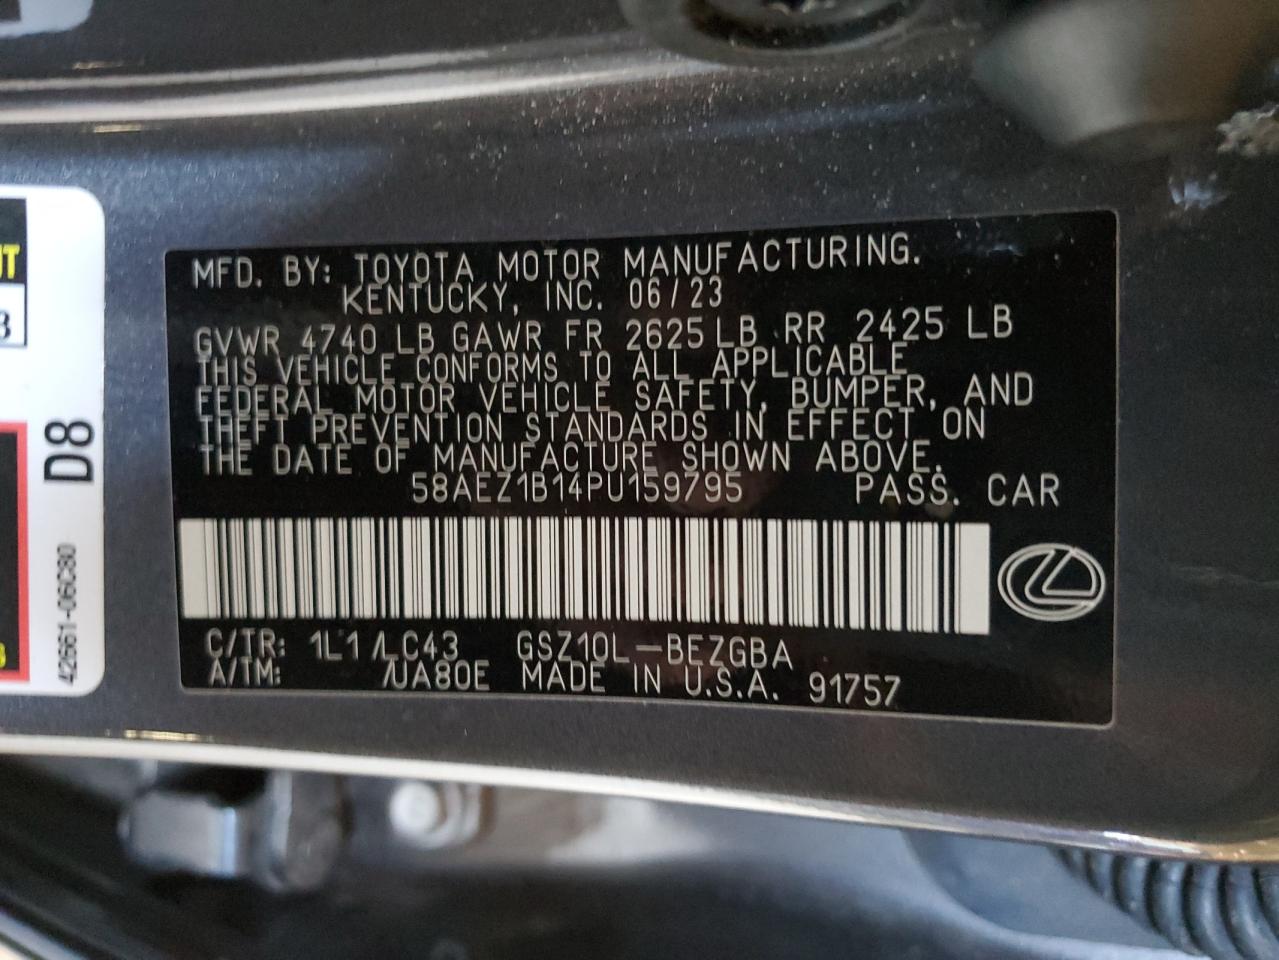 MFD. BY: TOYOTA MOTOR MANUFACTURING.
KENTUCKY, INC. 06/23
GVWR 4740 LB GAWR FR 2625 LB RR 2425 LB
THIS VEHICLE CONFORMS TO ALL APPLICABLE
FEDERAL MOTOR VEHICLE SAFETY, BUMPER, AND
THEFT PREVENTION STANDARDS IN EFFECT ON
THE DATE OF MANUFACTURE SHOWN ABOVE.
58AEZ1B14PU159795 PASS. CAR
C/TR: 1L1 /LC43 GSZ10L-BEZGBA
A/TM: /UA80E MADE IN U.S.A. 91757
D8
42661-06C80